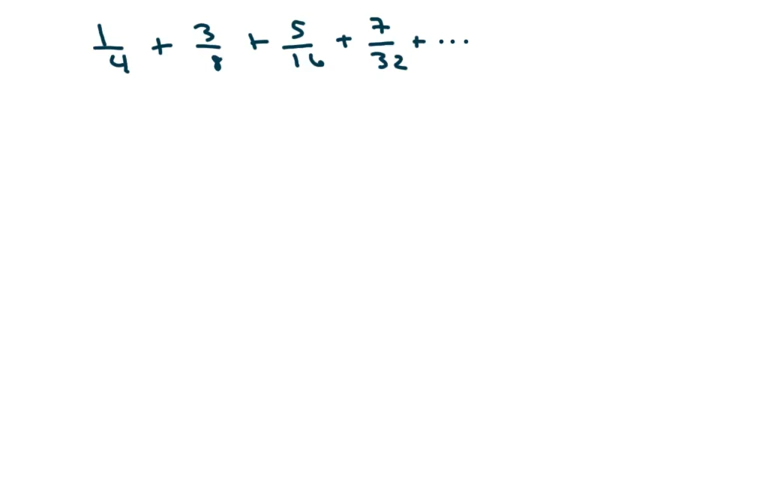 1/4 + 3/8 + 5/16 + 7/32 + ...